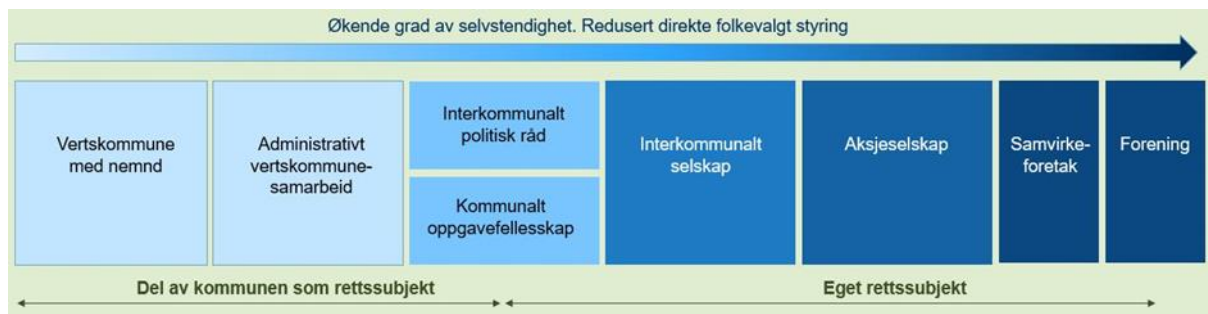 Økende grad av selvstendighet. Redusert direkte folkevalgt styring
Vertskommune
med nemnd
Administrativt
vertskommune-
samarbeid
Interkommunalt
politisk råd
Kommunalt
oppgavefellesskap
Interkommunalt
selskap
Aksjeselskap
Samvirke-
foretak
Forening
Del av kommunen som rettssubjekt
Eget rettssubjekt